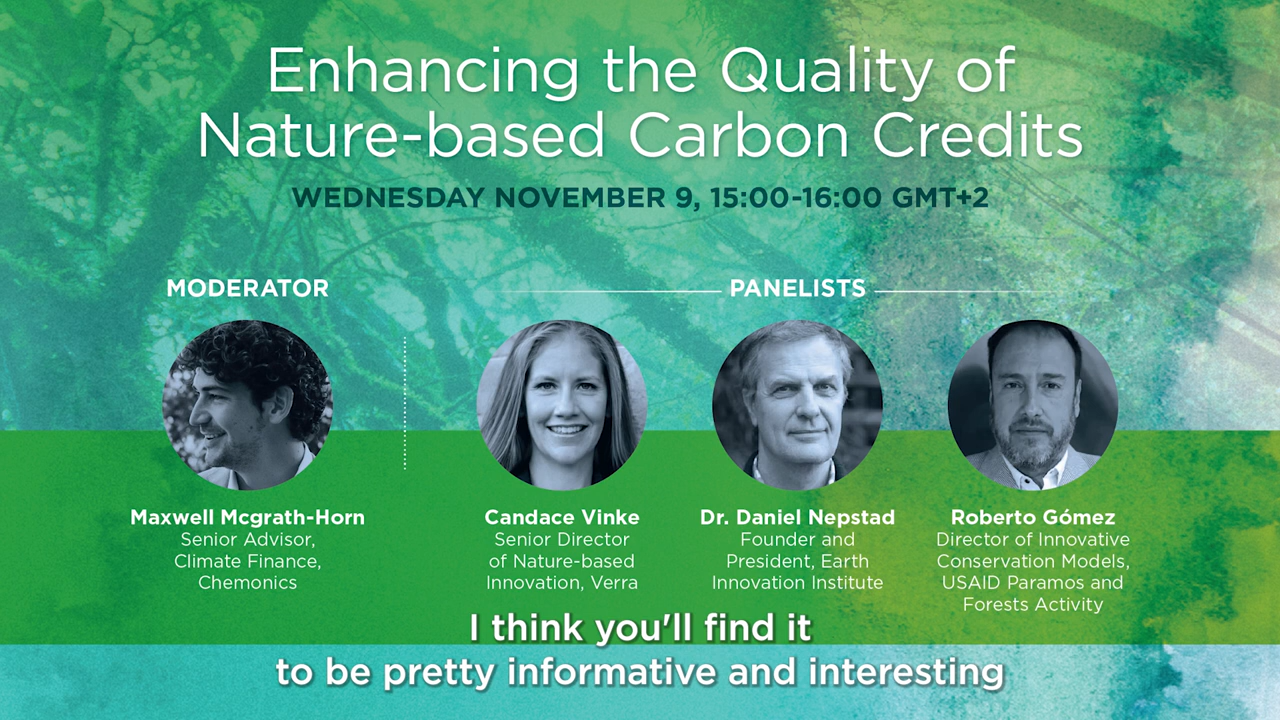 Enhancing the Quality of
Nature-based Carbon Credits
WEDNESDAY NOVEMBER 9, 15:00-16:00 GMT+2
MODERATOR
PANELISTS
Maxwell Mcgrath-Horn
Senior Advisor,
Climate Finance,
Chemonics
Candace Vinke
Senior Director
of Nature-based
Innovation, Verra
Dr. Daniel Nepstad
Founder and
President, Earth
Innovation Institute
Roberto Gómez
Director of Innovative
Conservation Models,
USAID Paramos and
Forests Activity
I think you'll find it
to be pretty informative and interesting